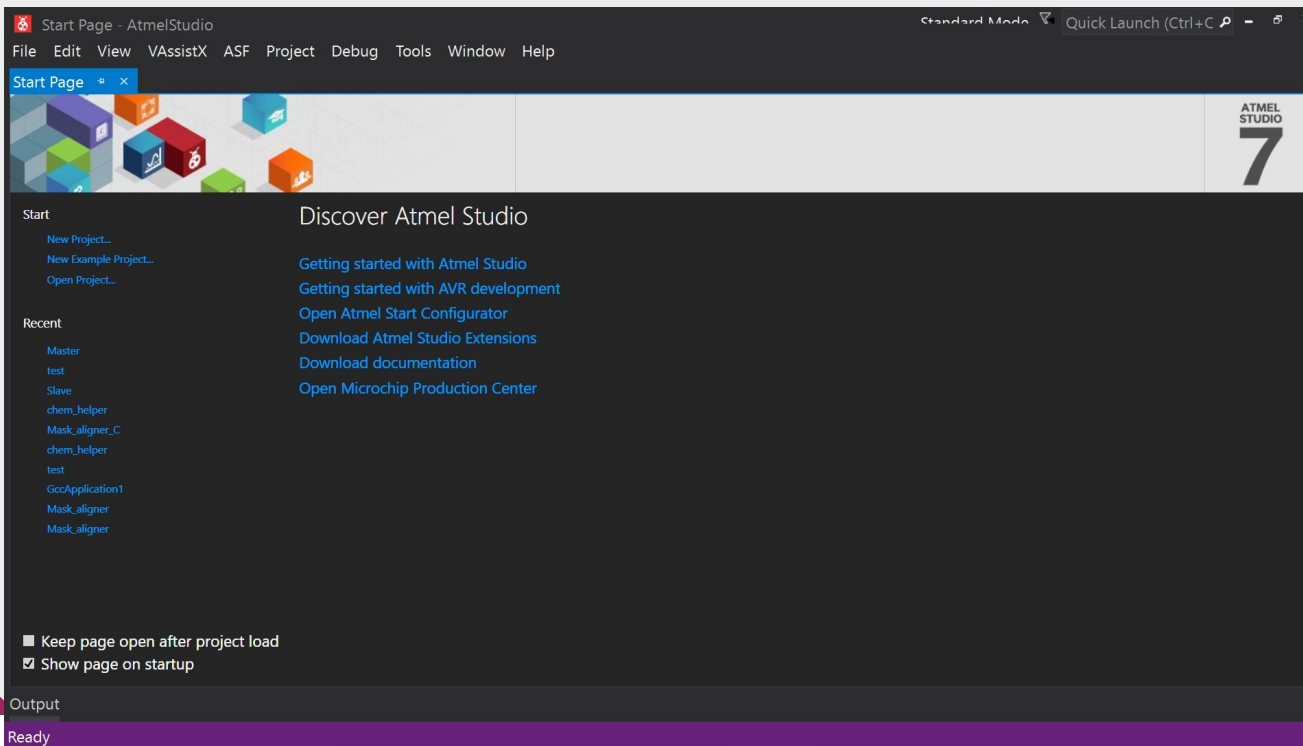 Start Page - AtmelStudio
Standard Mode
Quick Launch (Ctrl+C
File Edit View VAssistX ASF Project Debug Tools Window Help
Start Page
ATMEL
STUDIO
7
Start
New Project...
New Example Project...
Open Project...
Recent
Master
test
Slave
chem_helper
Mask_aligner_C
chem_helper
test
GccApplication1
Mask_aligner
Mask_aligner
Discover Atmel Studio
Getting started with Atmel Studio
Getting started with AVR development
Open Atmel Start Configurator
Download Atmel Studio Extensions
Download documentation
Open Microchip Production Center
Keep page open after project load
Show page on startup
Output
Ready